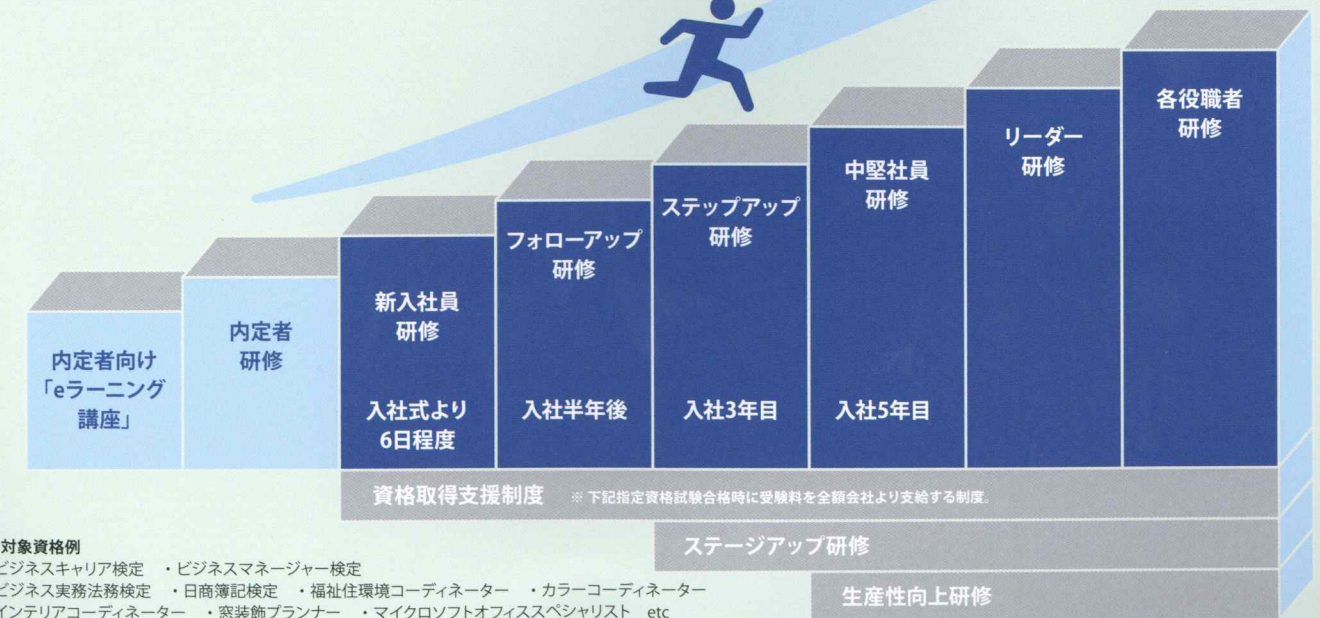 内定者向け
「eラーニング
講座」
内定者
研修
新入社員
研修
入社式より
6日程度
フォローアップ
研修
入社半年後
ステップアップ
研修
入社3年目
中堅社員
研修
入社5年目
リーダー
研修
各役職者
研修
資格取得支援制度 ※ 下記指定資格試験合格時に受験料を全額会社より支給する制度。
ステージアップ研修
生産性向上研修
対象資格例
ビジネスキャリア検定 ・ビジネスマネージャー検定
ビジネス実務法務検定 ・日商簿記検定 ・福祉住環境コーディネーター ・カラーコーディネーター
インテリアコーディネーター ・窓装飾プランナー ・マイクロソフトオフィススペシャリスト etc